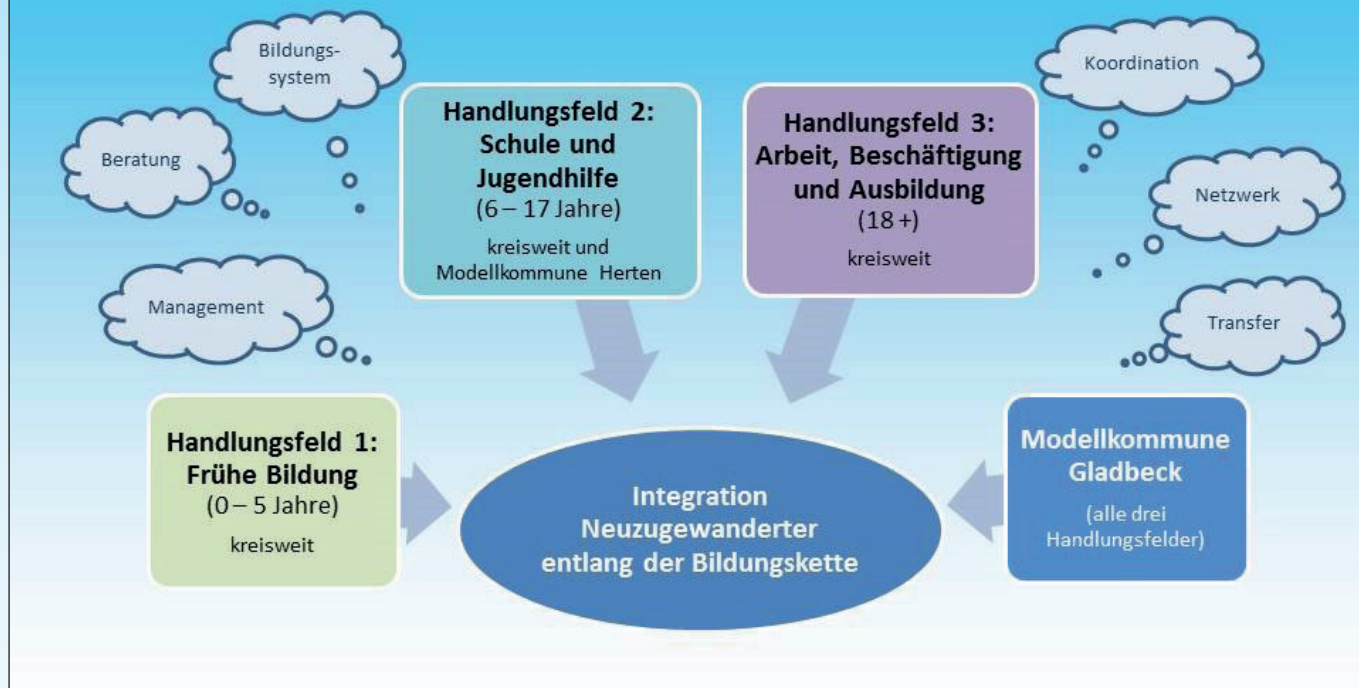 Bildungs-
system
Beratung
Management
Handlungsfeld 2:
Schule und
Jugendhilfe
(6 – 17 Jahre)
kreisweit und
Modellkommune Herten
Handlungsfeld 3:
Arbeit, Beschäftigung
und Ausbildung
(18 +)
kreisweit
Koordination
Netzwerk
Transfer
Handlungsfeld 1:
Frühe Bildung
(0 – 5 Jahre)
kreisweit
Integration
Neuzugewanderter
entlang der Bildungskette
Modellkommune
Gladbeck
(alle drei
Handlungsfelder)